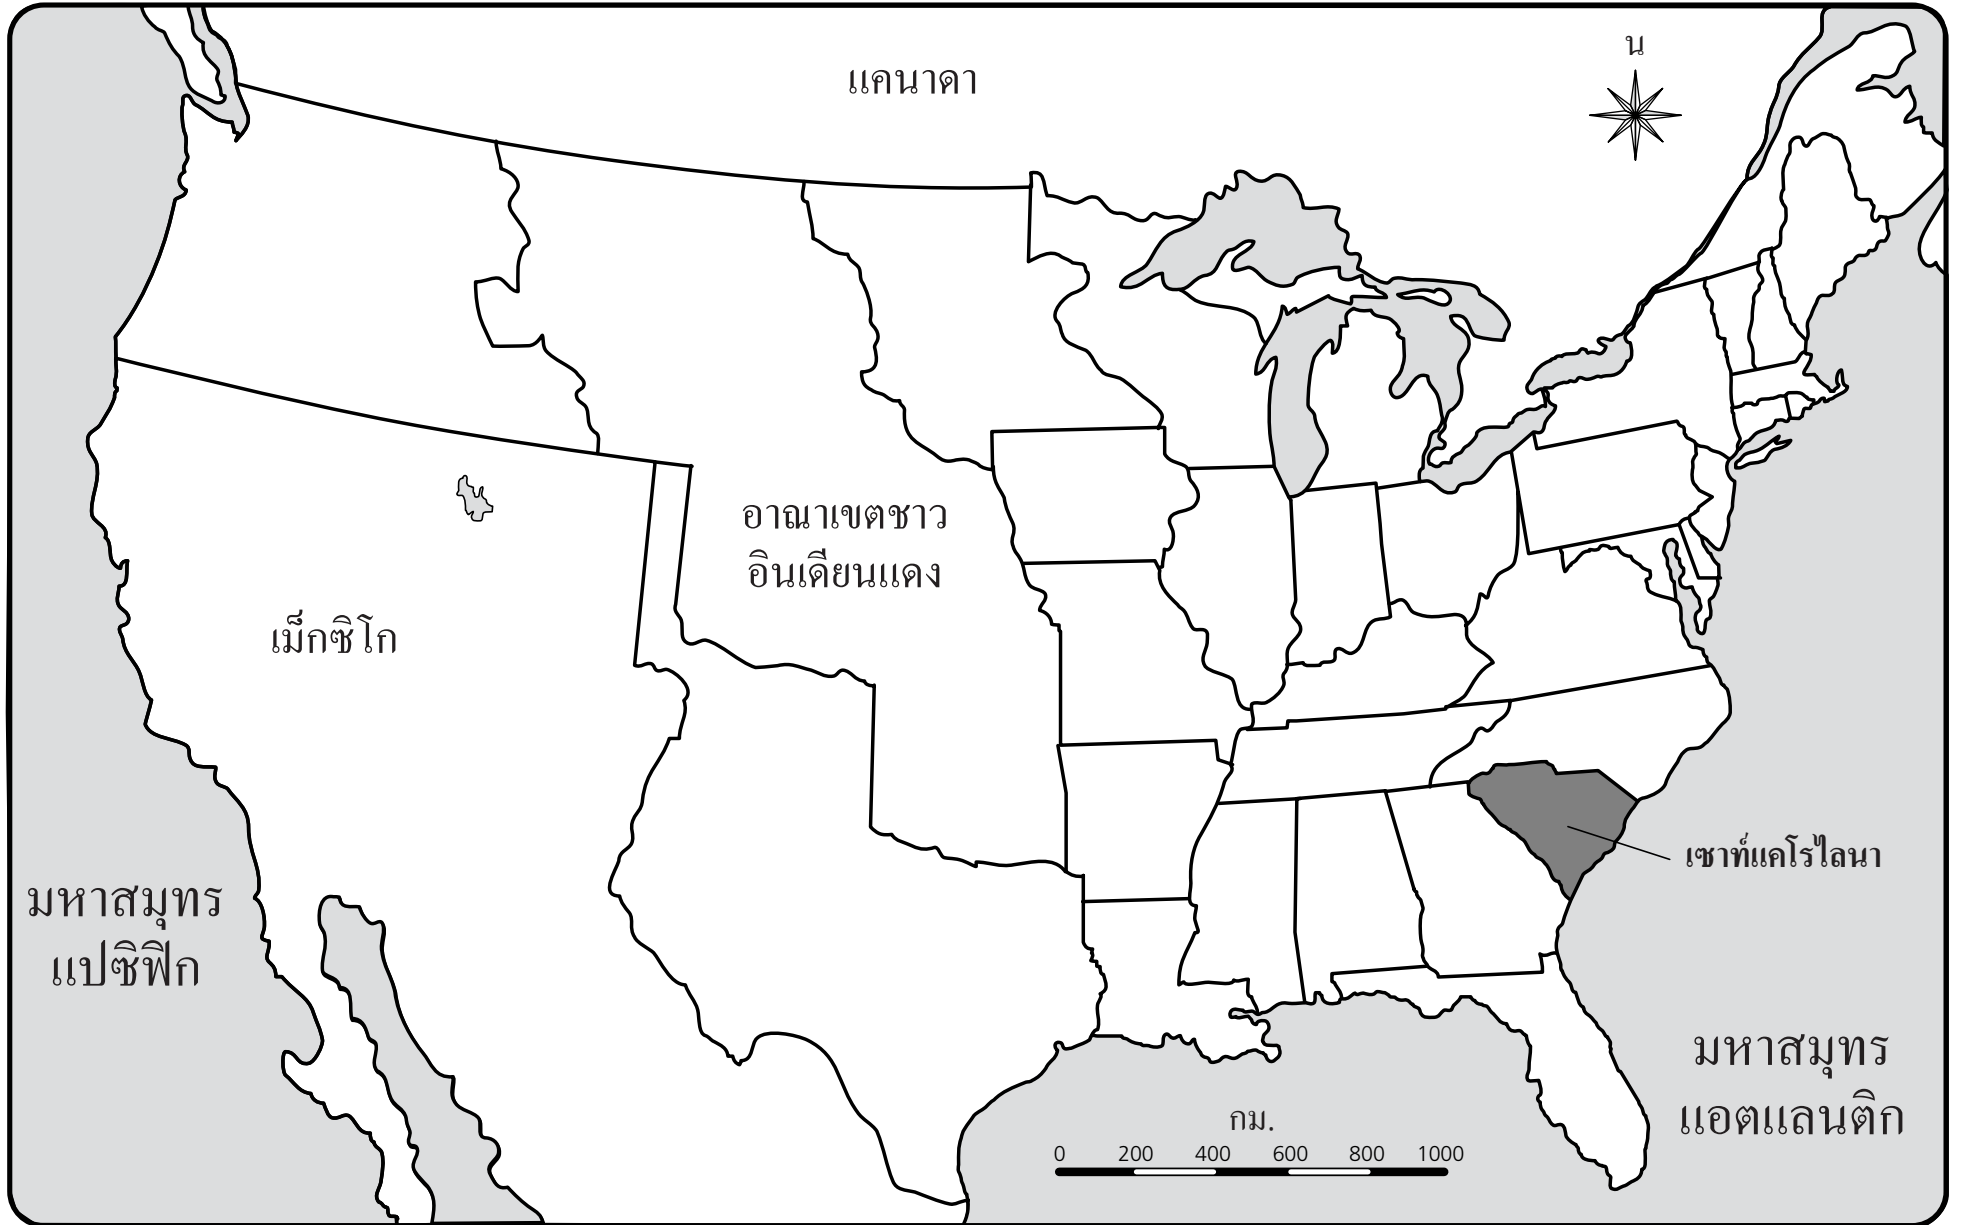 แคนาดา
น
อาณาเขตชาว
อินเดียนแดง
เม็กซิโก
เซาท์แคโรไลนา
มหาสมุทร
แปซิฟิก
มหาสมุทร
แอตแลนติก
กม.
0 200 400 600 800 1000